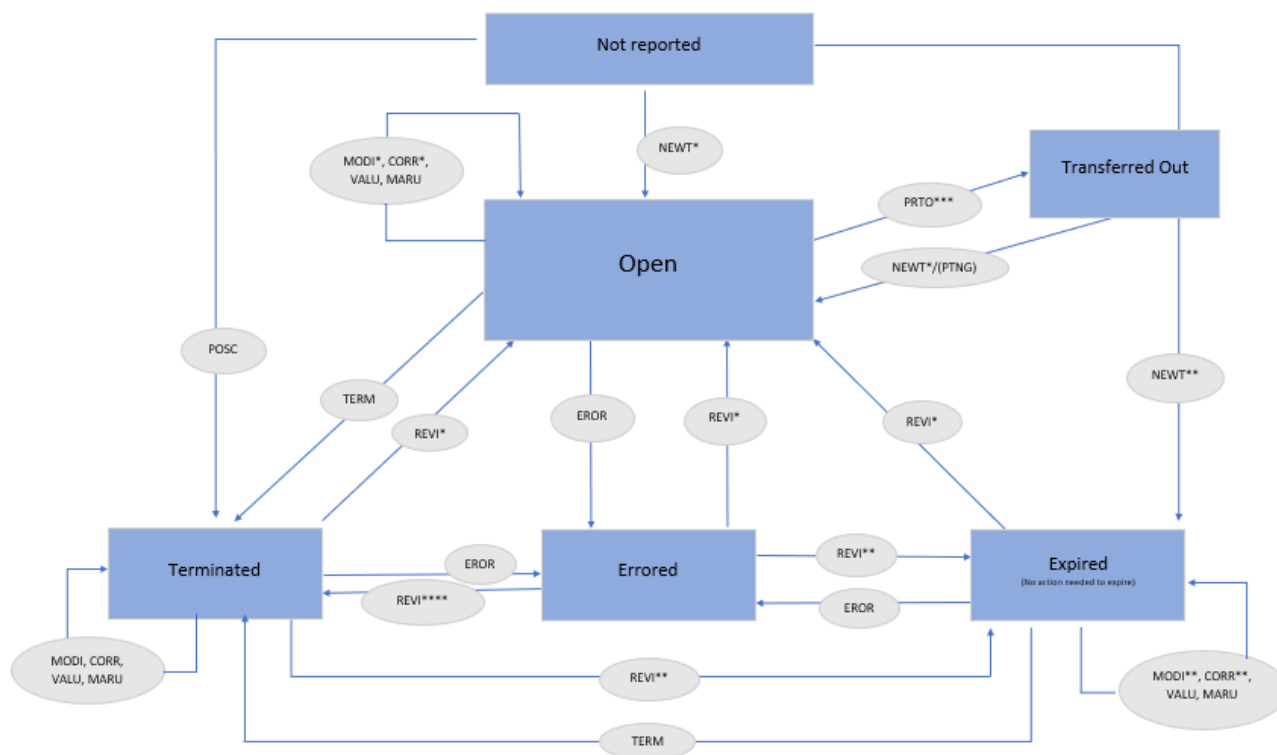 Not reported
NEWT*
MODI*, CORR*,
VALU, MARU
Transferred Out
PRTO***
Open
NEWT*/(PTNG)
POSC
NEWT**
TERM
REVI*
EROR
REVI*
REVI*
Terminated
EROR
REVI****
Errored
REVI**
EROR
Expired
(No action needed to expire)
MODI, CORR,
VALU, MARU
REVI**
MODI**, CORR**,
VALU, MARU
TERM